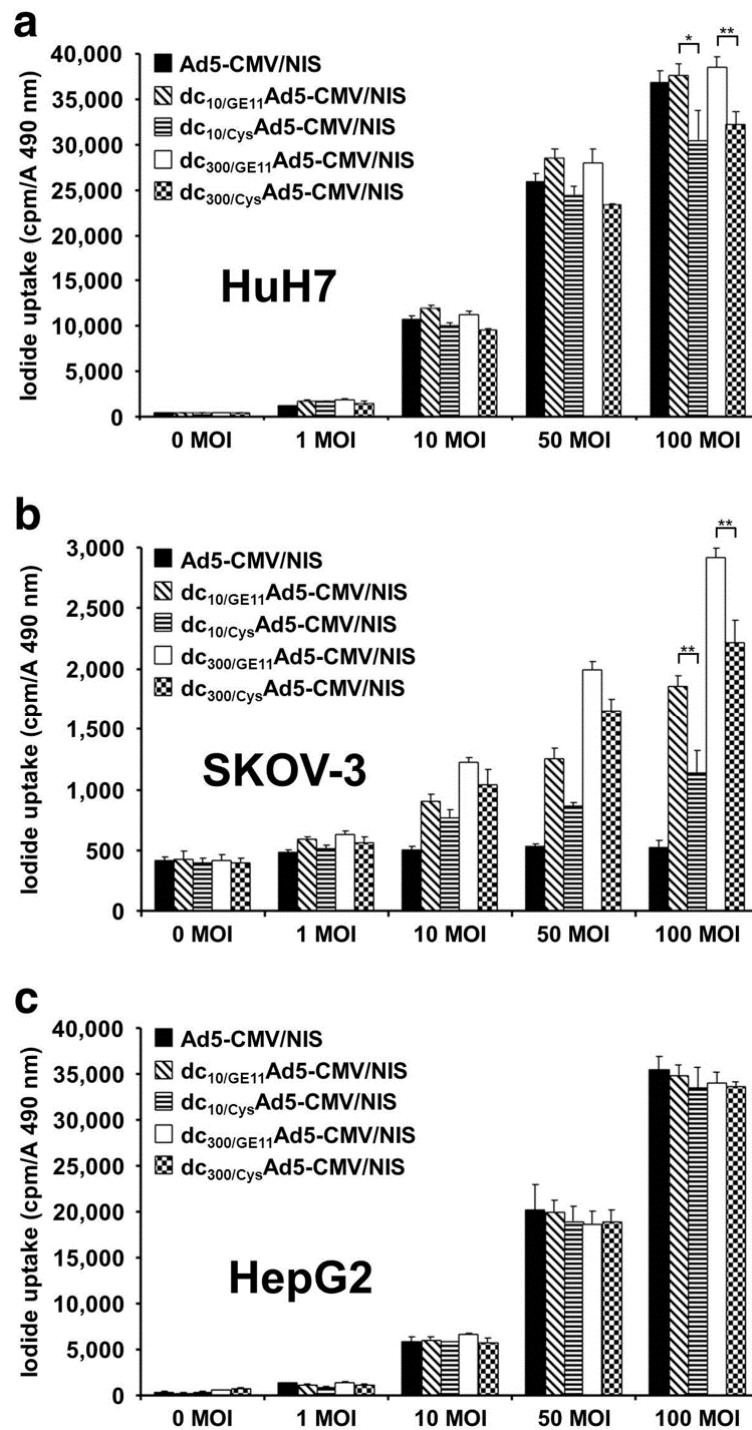 a
Iodide uptake (cpm/A 490 nm)
40,000
35,000
30,000
25,000
20,000
15,000
10,000
5,000
0
Ad5-CMV/NIS
dc10/GE11Ad5-CMV/NIS
dc10/CysAd5-CMV/NIS
dc300/GE11Ad5-CMV/NIS
dc300/CysAd5-CMV/NIS
* **
HuH7
0 MOI 1 MOI 10 MOI 50 MOI 100 MOI
b
Iodide uptake (cpm/A 490 nm)
3,000
2,500
2,000
1,500
1,000
500
0
Ad5-CMV/NIS
dc10/GE11Ad5-CMV/NIS
dc10/CysAd5-CMV/NIS
dc300/GE11Ad5-CMV/NIS
dc300/CysAd5-CMV/NIS
**
**
SKOV-3
0 MOI 1 MOI 10 MOI 50 MOI 100 MOI
c
Iodide uptake (cpm/A 490 nm)
40,000
35,000
30,000
25,000
20,000
15,000
10,000
5,000
0
Ad5-CMV/NIS
dc10/GE11Ad5-CMV/NIS
dc10/CysAd5-CMV/NIS
dc300/GE11Ad5-CMV/NIS
dc300/CysAd5-CMV/NIS
HepG2
0 MOI 1 MOI 10 MOI 50 MOI 100 MOI